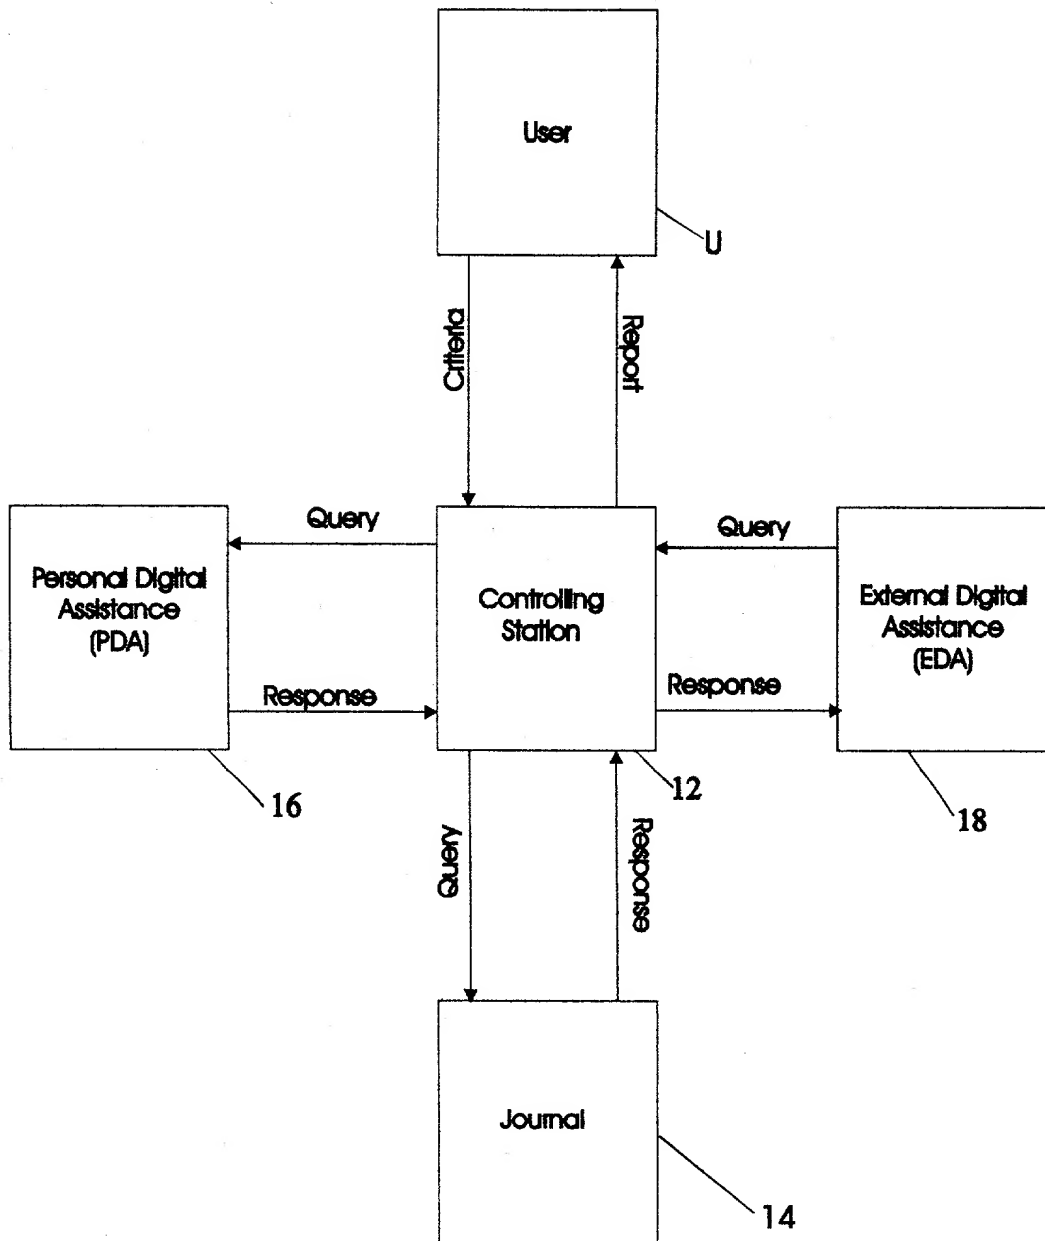 User
U
Criteria
Report
Query
Query
Personal Digital
Assistance
(PDA)
Controlling
Station
External Digital
Assistance
(EDA)
Response
Response
16
12
18
Query
Response
Journal
14